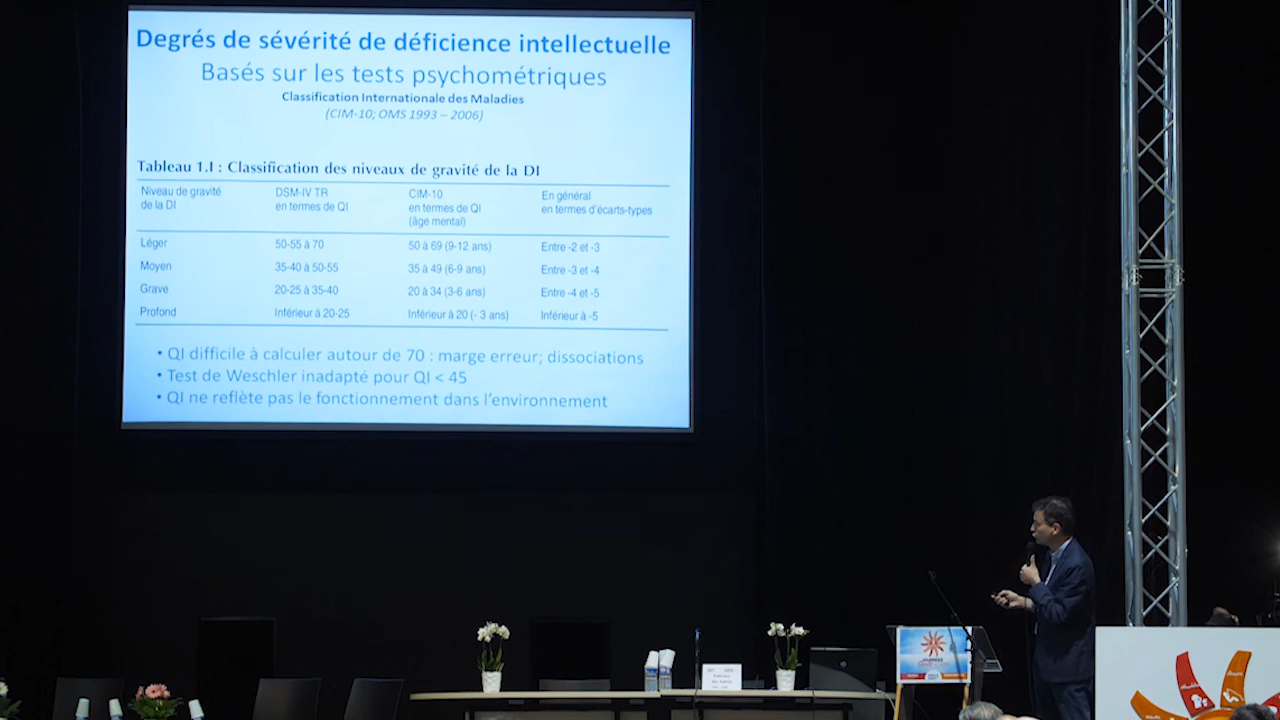 Degrés de sévérité de déficience intellectuelle
Basés sur les tests psychométriques
Classification Internationale des Maladies
(CIM-10; OMS 1993 – 2006)
Tableau 1.I : Classification des niveaux de gravité de la DI
Niveau de gravité de la DI DSM-IV TR en termes de QI CIM-10 en termes de QI (âge mental) En général en termes d'écarts-types
Léger 50-55 à 70 50 à 69 (9-12 ans) Entre -2 et -3
Moyen 35-40 à 50-55 35 à 49 (6-9 ans) Entre -3 et -4
Grave 20-25 à 35-40 20 à 34 (3-6 ans) Entre -4 et -5
Profond Inférieur à 20-25 Inférieur à 20 (- 3 ans) Inférieur à -5
• QI difficile à calculer autour de 70 : marge erreur; dissociations
• Test de Weschler inadapté pour QI < 45
• QI ne reflète pas le fonctionnement dans l'environnement